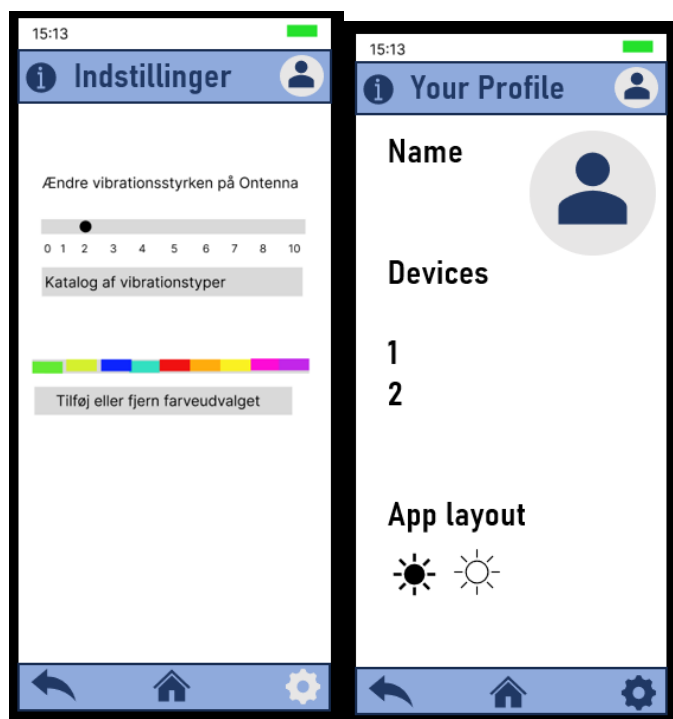 15:13
Indstillinger
Ændre vibrationsstyrken på Ontenna
0 1 2 3 4 5 6 7 8 10
Katalog af vibrationstyper
Tilføj eller fjern farveudvalget
15:13
Your Profile
Name
Devices
1
2
App layout